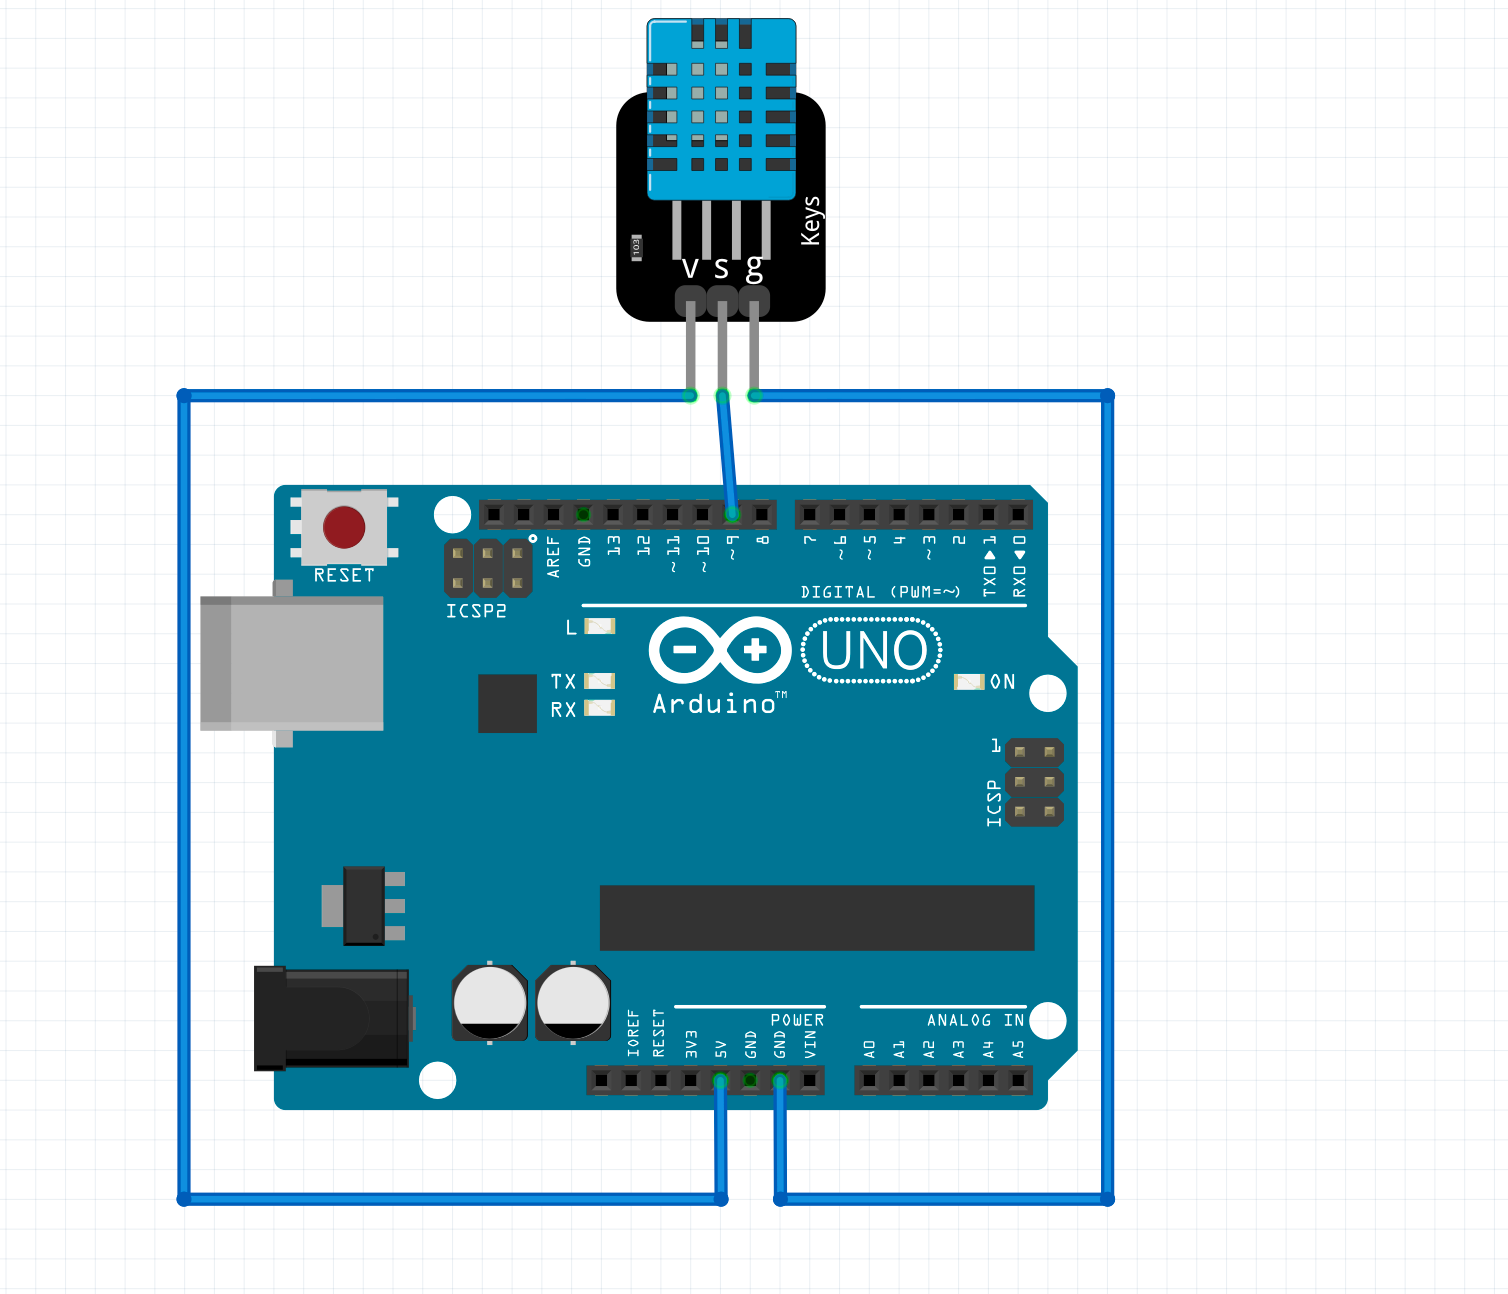 Keys
103
v s g
RESET
AREF
GND
13
12
~11
~10
~9
8
7
~6
~5
4
~3
2
TX0▶1
RX0◀0
ICSP2
DIGITAL (PWM=~)
L
UNO
TX
ON
RX
Arduino™
1
ICSP
POWER
ANALOG IN
IOREF
RESET
3V3
5V
GND
GND
VIN
A0
A1
A2
A3
A4
A5